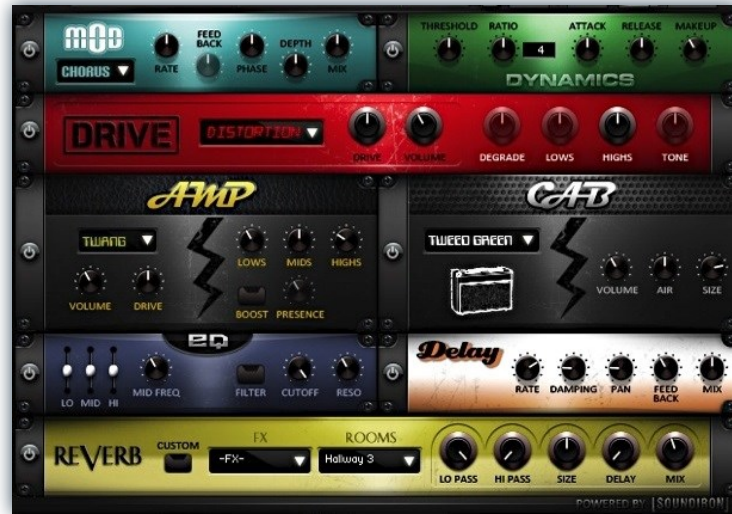 MOD
CHORUS
RATE
FEED
BACK
PHASE
DEPTH
MIX
THRESHOLD RATIO ATTACK RELEASE MAKEUP
4
DYNAMICS
DRIVE
DISTORTION
DRIVE VOLUME DEGRADE LOWS HIGHS TONE
AMP
TWANG
LOWS MIDS HIGHS
VOLUME DRIVE
BOOST PRESENCE
CAB
TWEED GREEN
VOLUME AIR SIZE
EQ
LO MID HI
MID FREQ FILTER CUTOFF RESO
Delay
RATE DAMPING PAN FEED BACK MIX
REVERB
CUSTOM
FX
-FX-
ROOMS
Hallway 3
LO PASS HI PASS SIZE DELAY MIX
POWERED BY [SOUNDIRON]